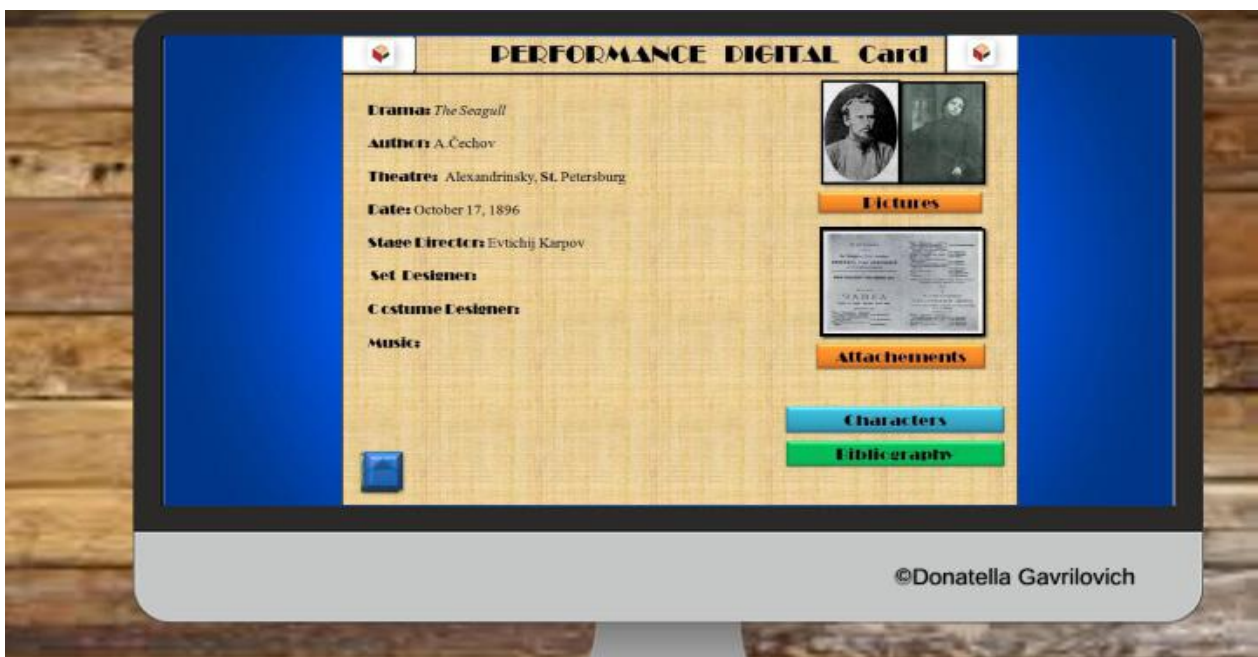 PERFORMANCE DIGITAL Card
Drama: The Seagull
Author: A.Čechov
Theatre: Alexandrinsky, St. Petersburg
Date: October 17, 1896
Stage Director: Evtichij Karpov
Set Designer:
Costume Designer:
Music:
Pictures
ЧАЙКА
Attachements
Characters
Bibliography
©Donatella Gavrilovich